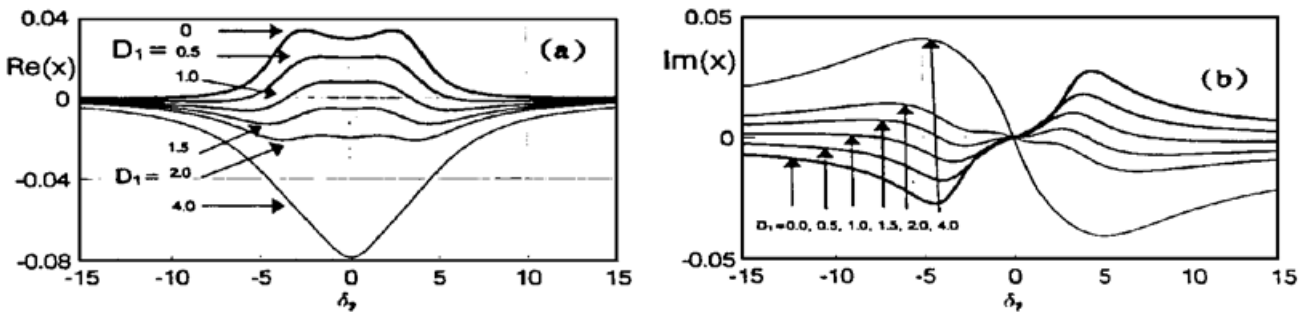 0.04
0
D₁= 0.5
(a)
Re(x)
1.0
0
1.5
-0.04
D₁= 2.0
4.0
-0.08
-15 -10 -5 0 5 10 15
δ₂
0.05
Im(x)
(b)
0
D₁=0.0, 0.5, 1.0, 1.5, 2.0, 4.0
-0.05
-15 -10 -5 0 5 10 15
δ₂